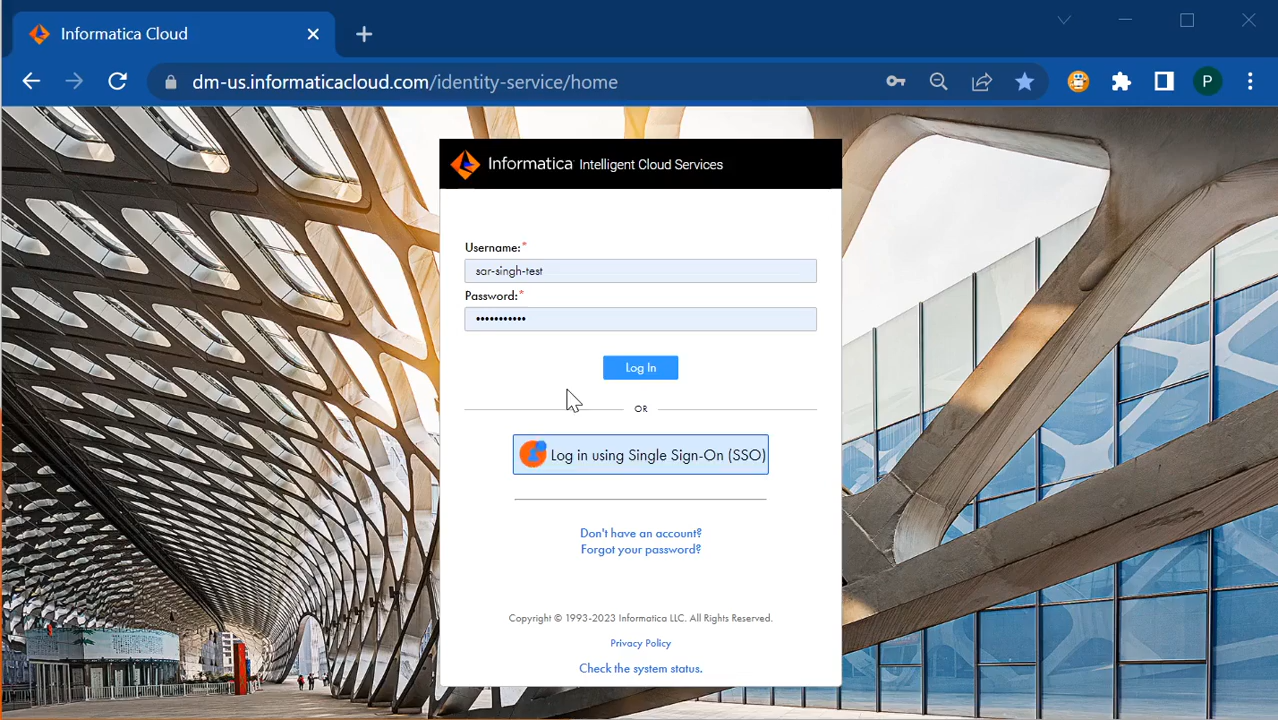 Informatica Cloud
dm-us.informaticacloud.com/identity-service/home
P
Informatica Intelligent Cloud Services
Username:*
sar-singh-test
Password:*
•••••••••••
Log In
OR
Log in using Single Sign-On (SSO)
Don't have an account?
Forgot your password?
Copyright © 1993-2023 Informatica LLC. All Rights Reserved.
Privacy Policy
Check the system status.